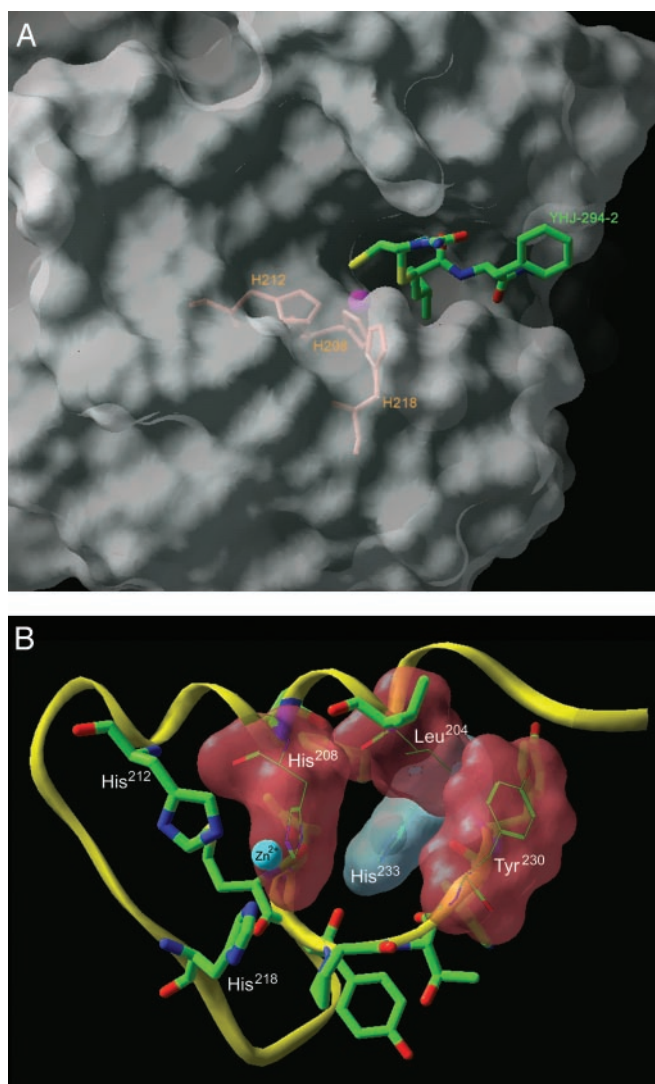 A
YHJ-294-2
H212
H208
H218
B
Leu204
His208
His212
Zn2+
His233
Tyr230
His218